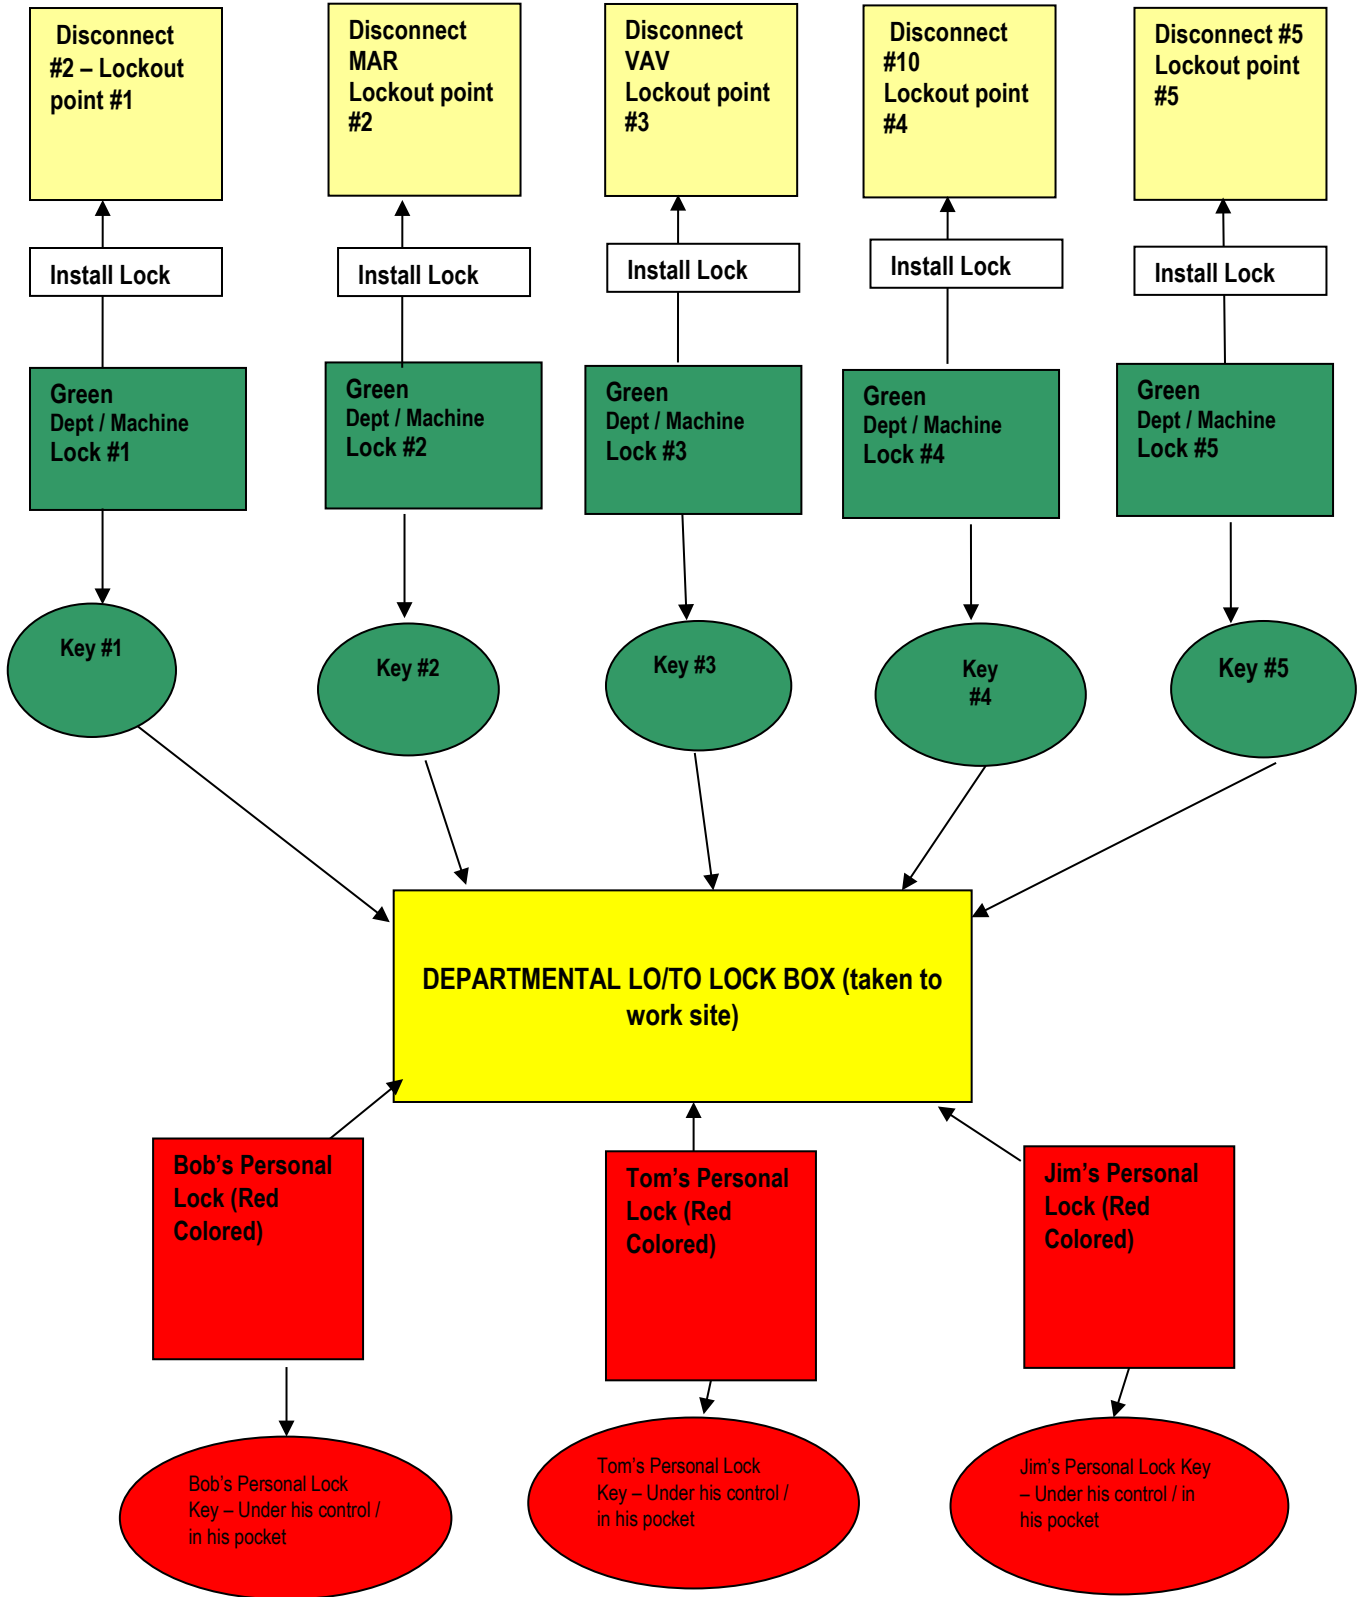 Disconnect
#2 – Lockout
point #1
Disconnect
MAR
Lockout point
#2
Disconnect
VAV
Lockout point
#3
Disconnect
#10
Lockout point
#4
Disconnect #5
Lockout point
#5
Install Lock
Install Lock
Install Lock
Install Lock
Install Lock
Green
Dept / Machine
Lock #1
Green
Dept / Machine
Lock #2
Green
Dept / Machine
Lock #3
Green
Dept / Machine
Lock #4
Green
Dept / Machine
Lock #5
Key #1
Key #2
Key #3
Key
#4
Key #5
DEPARTMENTAL LO/TO LOCK BOX (taken to
work site)
Bob’s Personal
Lock (Red
Colored)
Tom’s Personal
Lock (Red
Colored)
Jim’s Personal
Lock (Red
Colored)
Bob’s Personal Lock
Key – Under his control /
in his pocket
Tom’s Personal Lock
Key – Under his control /
in his pocket
Jim’s Personal Lock Key
– Under his control / in
his pocket